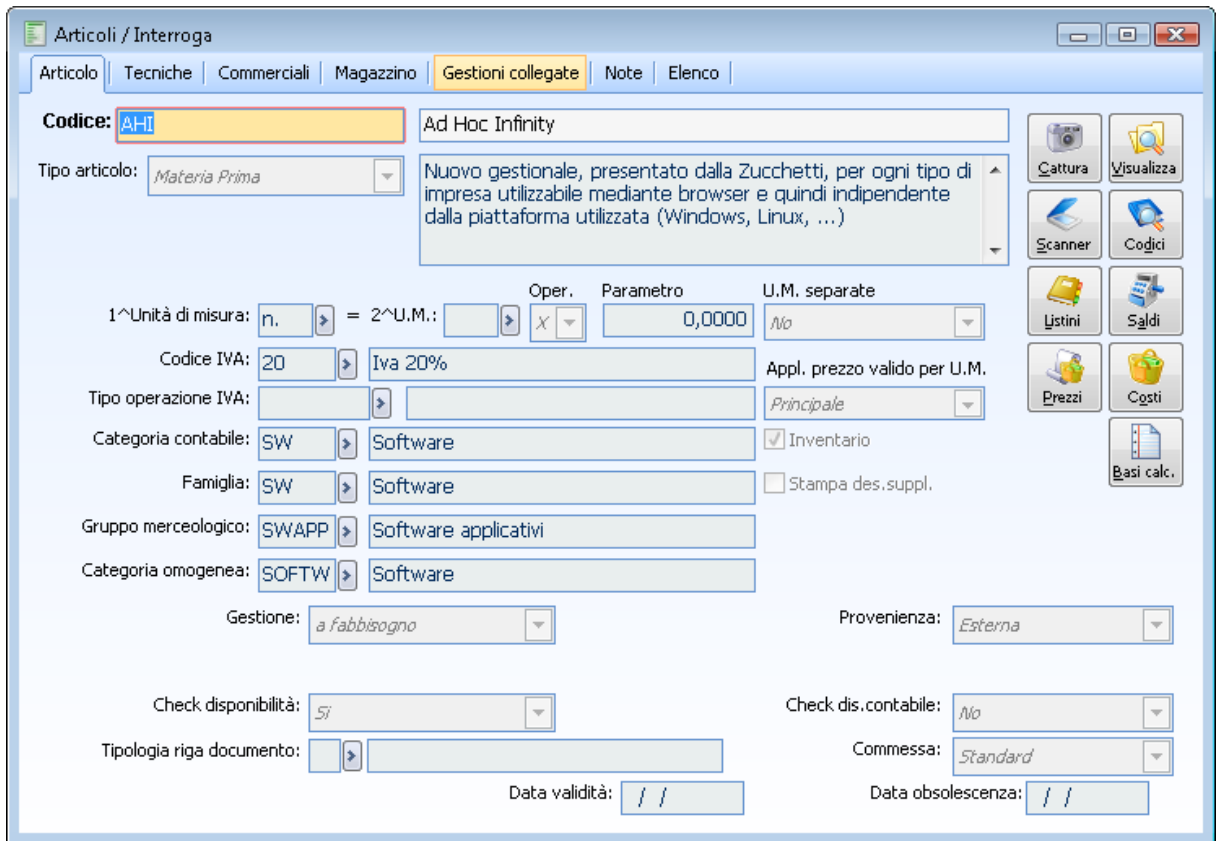 Articoli / Interroga
Articolo Tecniche Commerciali Magazzino Gestioni collegate Note Elenco
Codice: AHI Ad Hoc Infinity
Tipo articolo: Materia Prima
Nuovo gestionale, presentato dalla Zucchetti, per ogni tipo di
impresa utilizzabile mediante browser e quindi indipendente
dalla piattaforma utilizzata (Windows, Linux, ...)
Cattura Visualizza
Scanner Codici
Listini Saldi
Prezzi Costi
Basi calc.
Oper. Parametro U.M. separate
1^Unità di misura: n. = 2^U.M.: X 0,0000 No
Codice IVA: 20 Iva 20% Appl. prezzo valido per U.M.
Tipo operazione IVA: Principale
Categoria contabile: SW Software Inventario
Famiglia: SW Software Stampa des.suppl.
Gruppo merceologico: SWAPP Software applicativi
Categoria omogenea: SOFTW Software
Gestione: a fabbisogno Provenienza: Esterna
Check disponibilità: Si Check dis.contabile: No
Tipologia riga documento: Commessa: Standard
Data validità: / / Data obsolescenza: / /